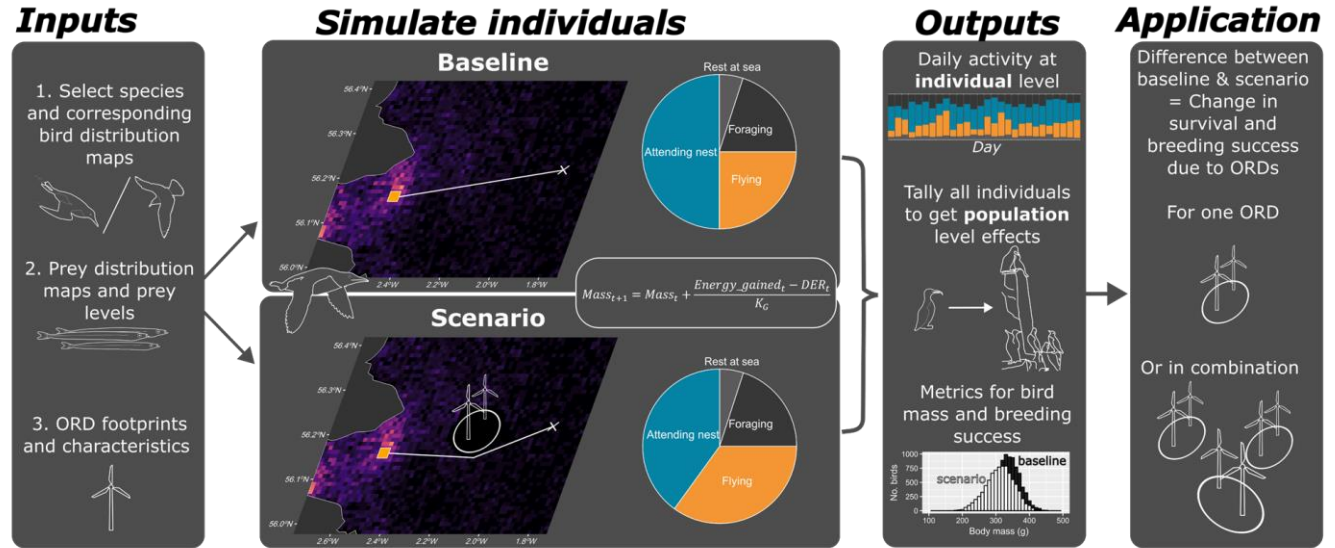 Inputs
1. Select species
and corresponding
bird distribution
maps
2. Prey distribution
maps and prey
levels
3. ORD footprints
and characteristics
Simulate individuals
Baseline
56.4°N
56.3°N
56.2°N
56.1°N
56.0°N
2.4°W
2.2°W
2.0°W
1.8°W
Rest at sea
Foraging
Attending nest
Flying
Mass_{t+1} = Mass_t + \frac{Energy\_gained_t − DER_t}{K_G}
Scenario
56.4°N
56.3°N
56.2°N
56.1°N
56.0°N
2.6°W
2.4°W
2.2°W
2.0°W
1.8°W
Rest at sea
Foraging
Attending nest
Flying
Outputs
Daily activity at
individual level
Day
Tally all individuals
to get population
level effects
Metrics for bird
mass and breeding
success
No. birds
1000
750
500
250
0
baseline
scenario
100
200
300
400
500
Body mass (g)
Application
Difference between
baseline & scenario
= Change in
survival and
breeding success
due to ORDs
For one ORD
Or in combination